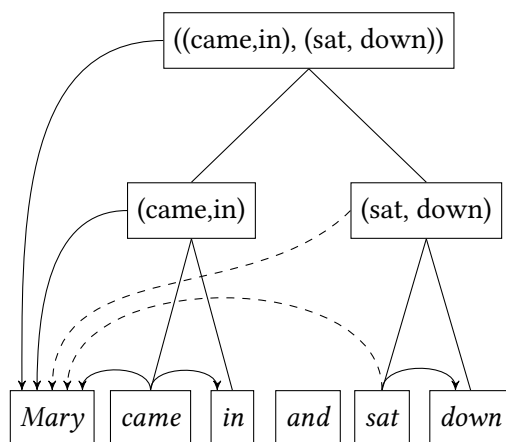 ((came,in), (sat, down))
(came,in) (sat, down)
Mary came in and sat down